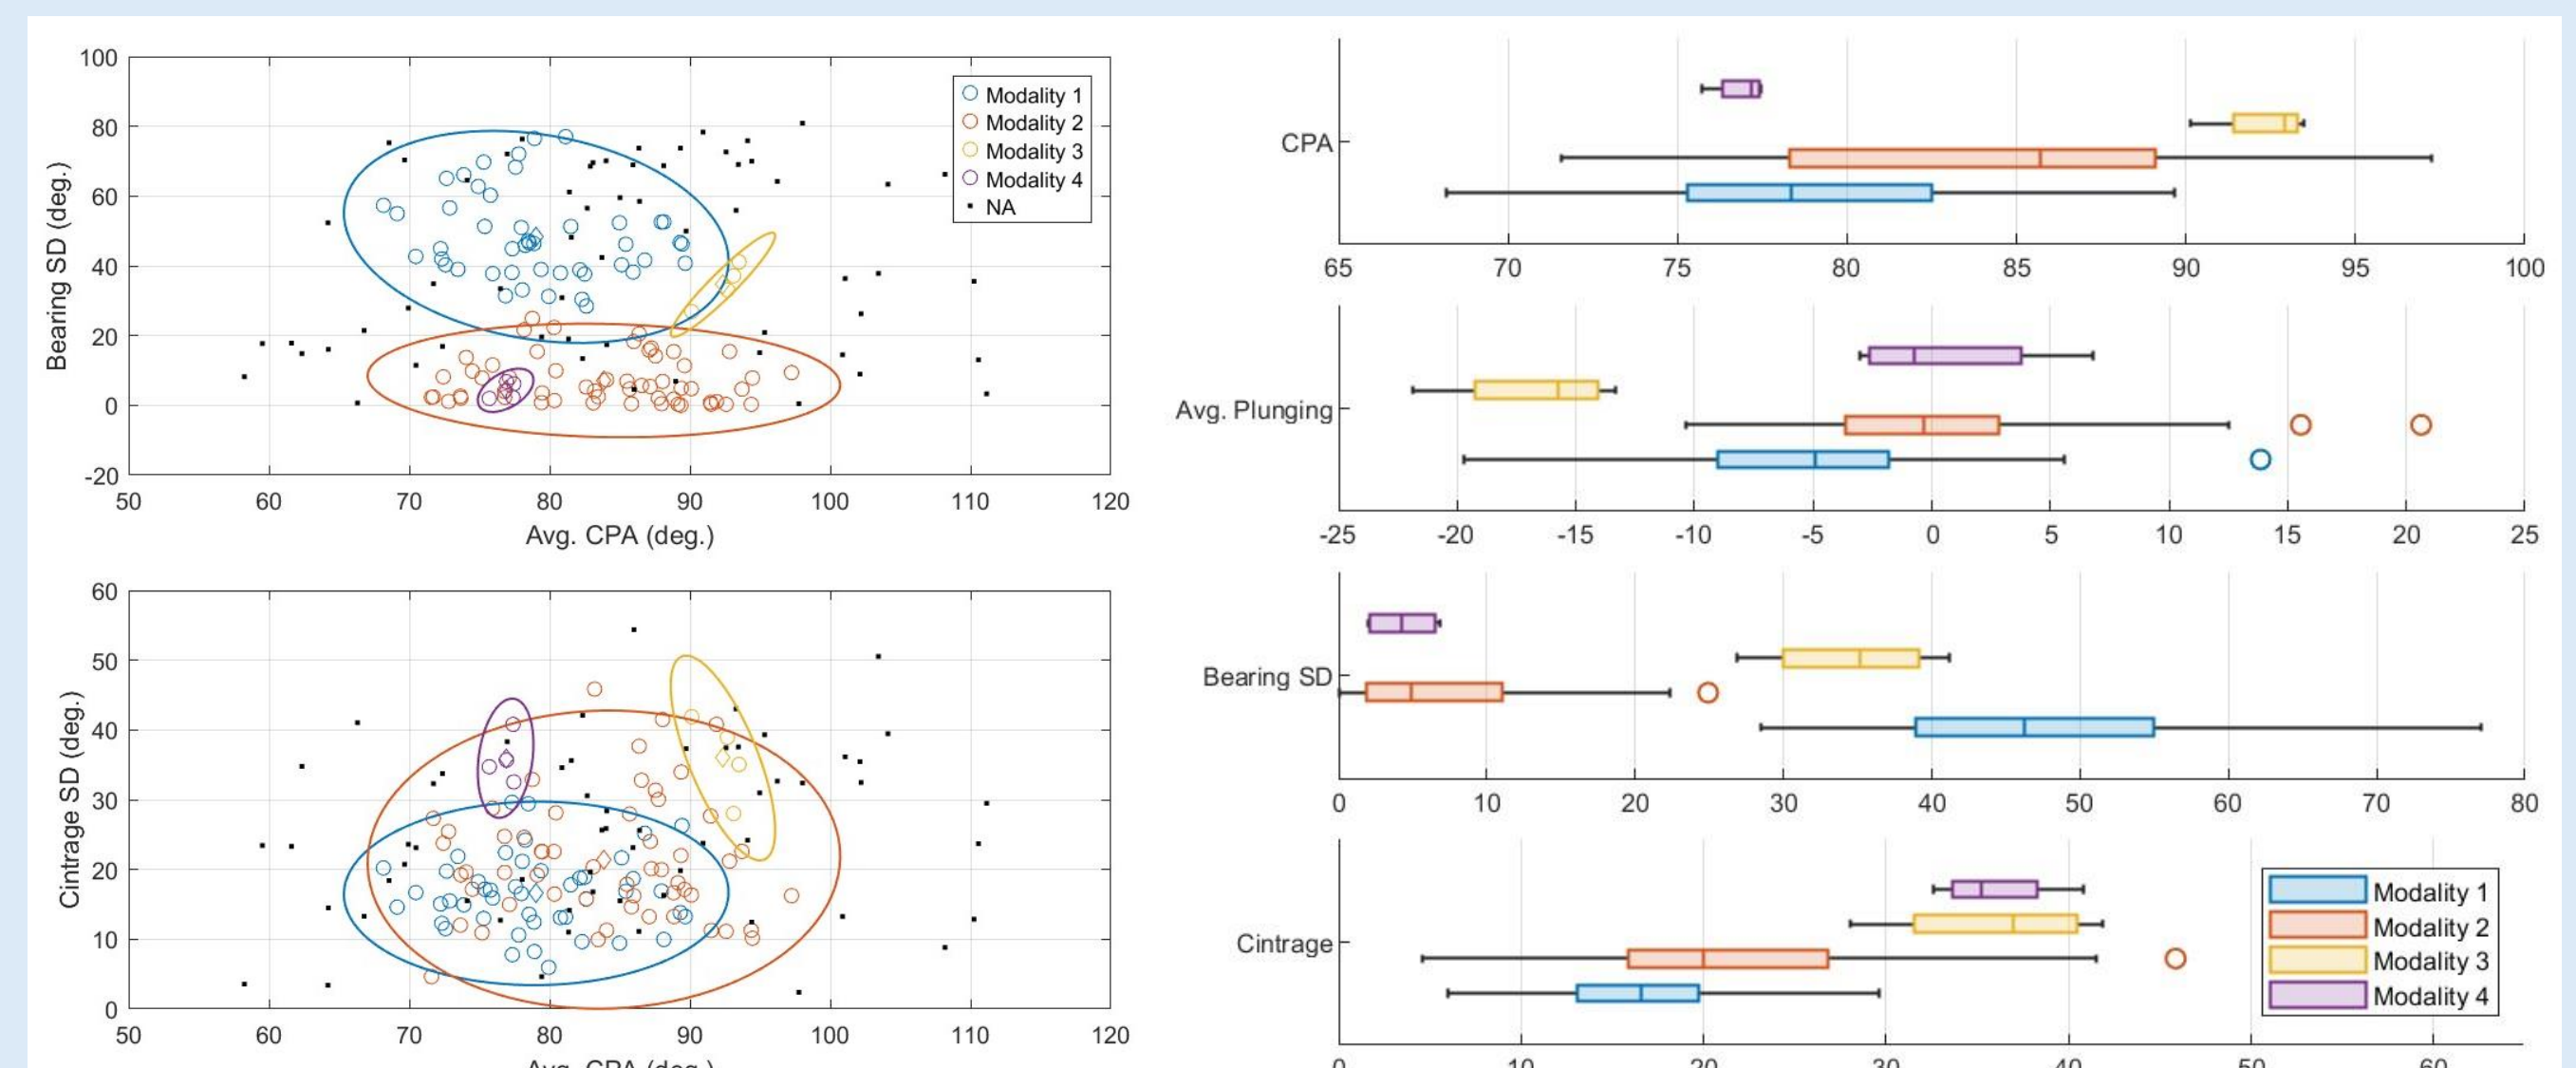 100
80
60
40
20
0
-20
50 60 70 80 90 100 110 120
Bearing SD (deg.)
Avg. CPA (deg.)
Modality 1
Modality 2
Modality 3
Modality 4
NA
60
50
40
30
20
10
0
50 60 70 80 90 100 110 120
Cintrage SD (deg.)
Avg. CPA (deg.)
CPA
65 70 75 80 85 90 95 100
Avg. Plunging
-25 -20 -15 -10 -5 0 5 10 15 20 25
Bearing SD
0 10 20 30 40 50 60 70 80
Cintrage
Modality 1
Modality 2
Modality 3
Modality 4
0 10 20 30 40 50 60